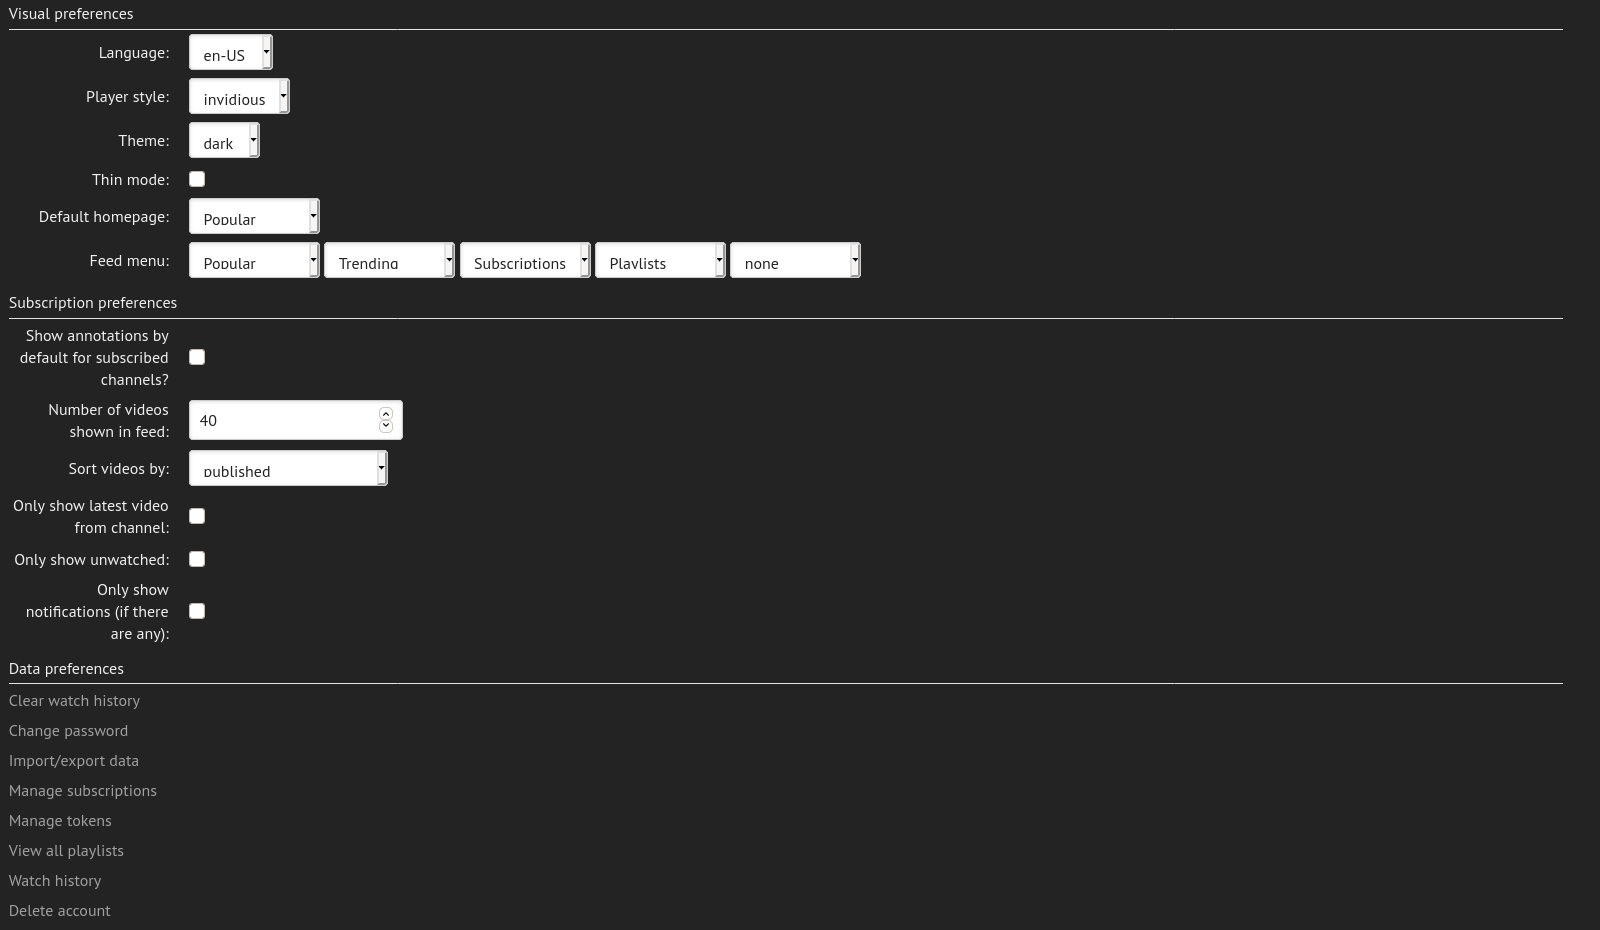 Visual preferences
Language: en-US
Player style: invidious
Theme: dark
Thin mode:
Default homepage: Popular
Feed menu: Popular Trending Subscriptions Playlists none
Subscription preferences
Show annotations by
default for subscribed
channels?
Number of videos
shown in feed: 40
Sort videos by: published
Only show latest video
from channel:
Only show unwatched:
Only show
notifications (if there
are any):
Data preferences
Clear watch history
Change password
Import/export data
Manage subscriptions
Manage tokens
View all playlists
Watch history
Delete account